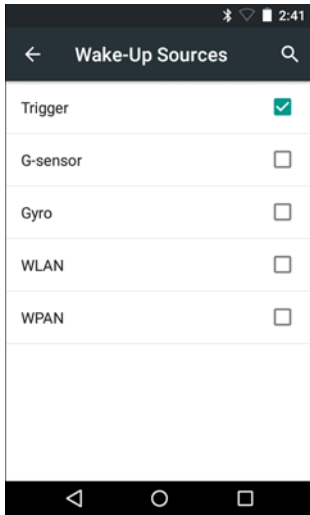 2:41
Wake-Up Sources
Trigger
G-sensor
Gyro
WLAN
WPAN